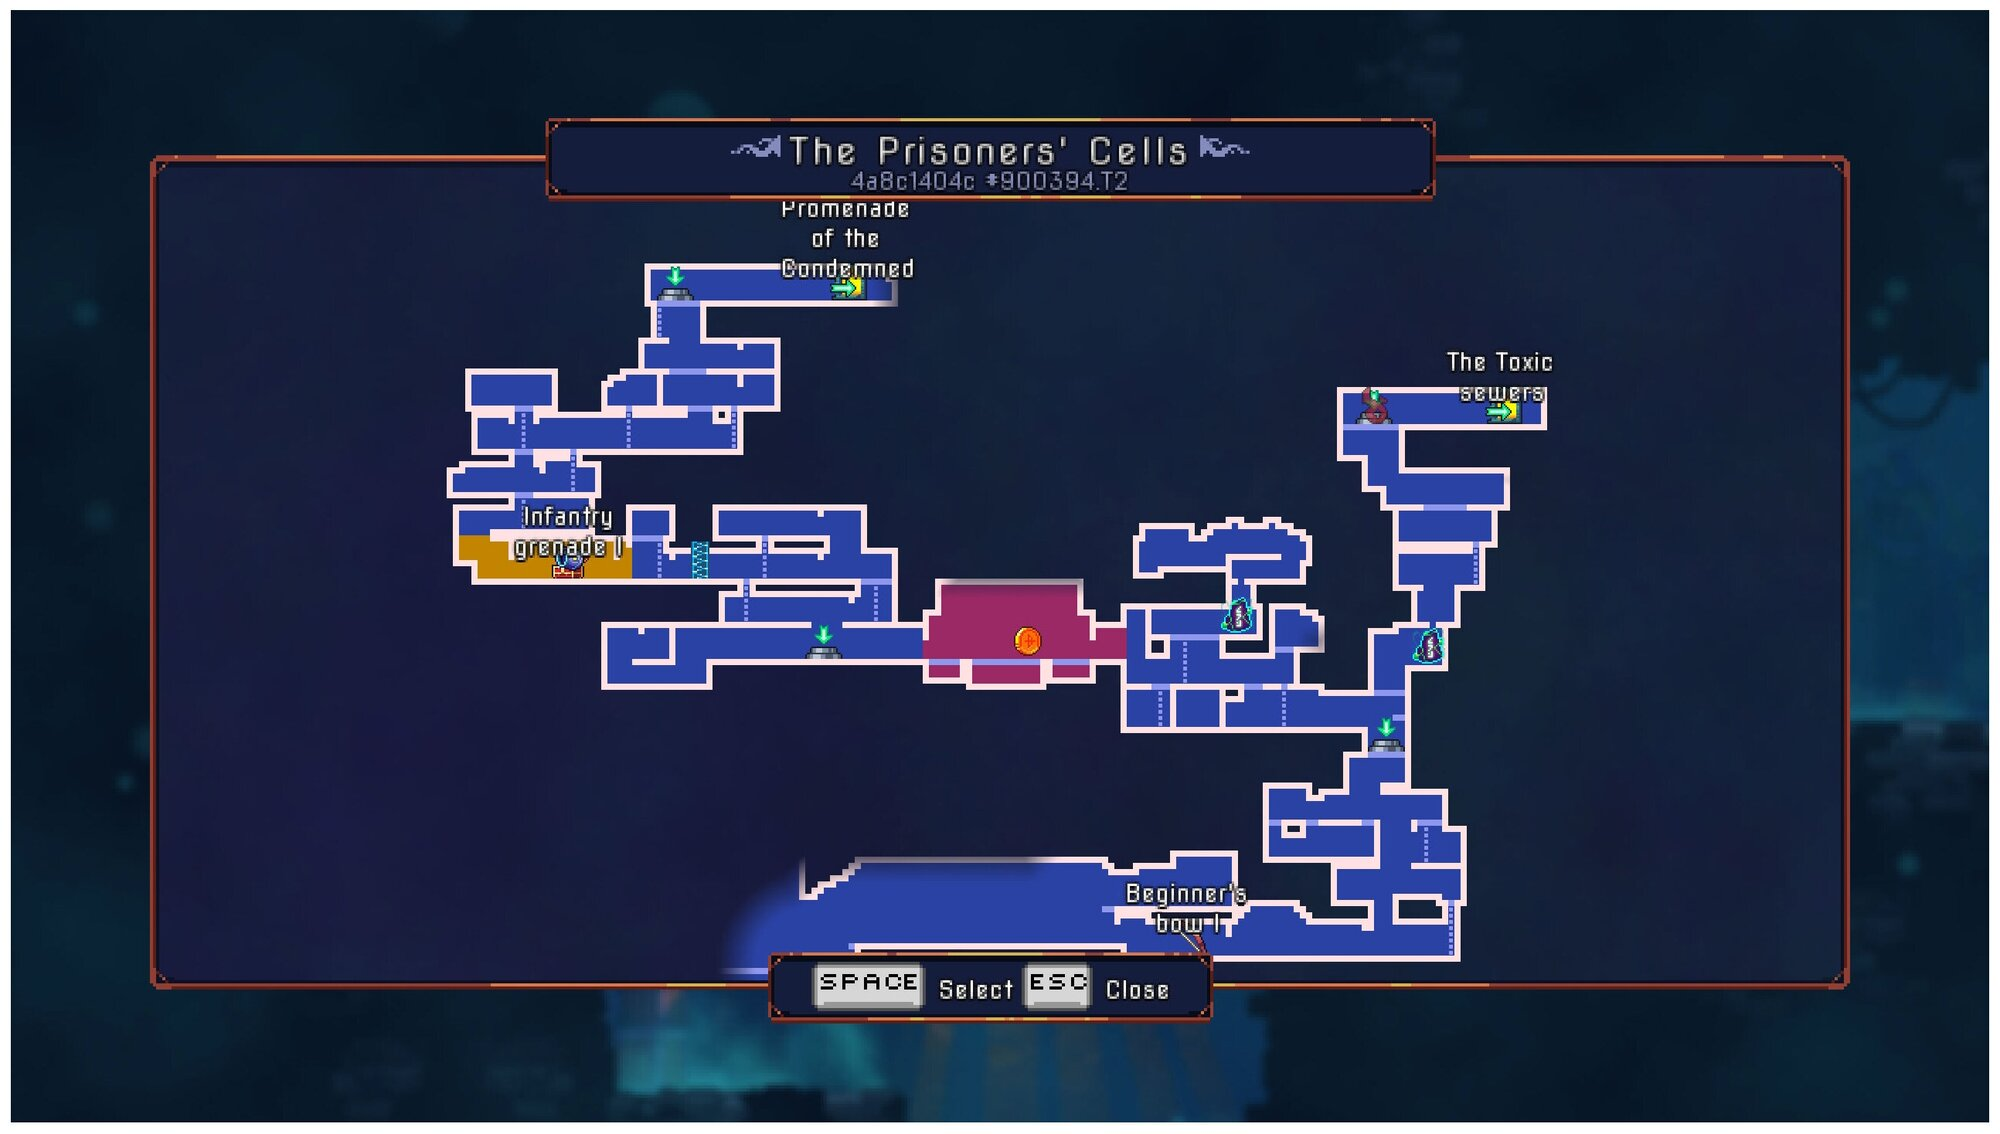 The Prisoners' Cells
4a8c1404c #900394.T2
Promenade
of the
Condemned
The Toxic
sewers
Infantry
grenade I
Beginner's
bow I
SPACE Select ESC Close